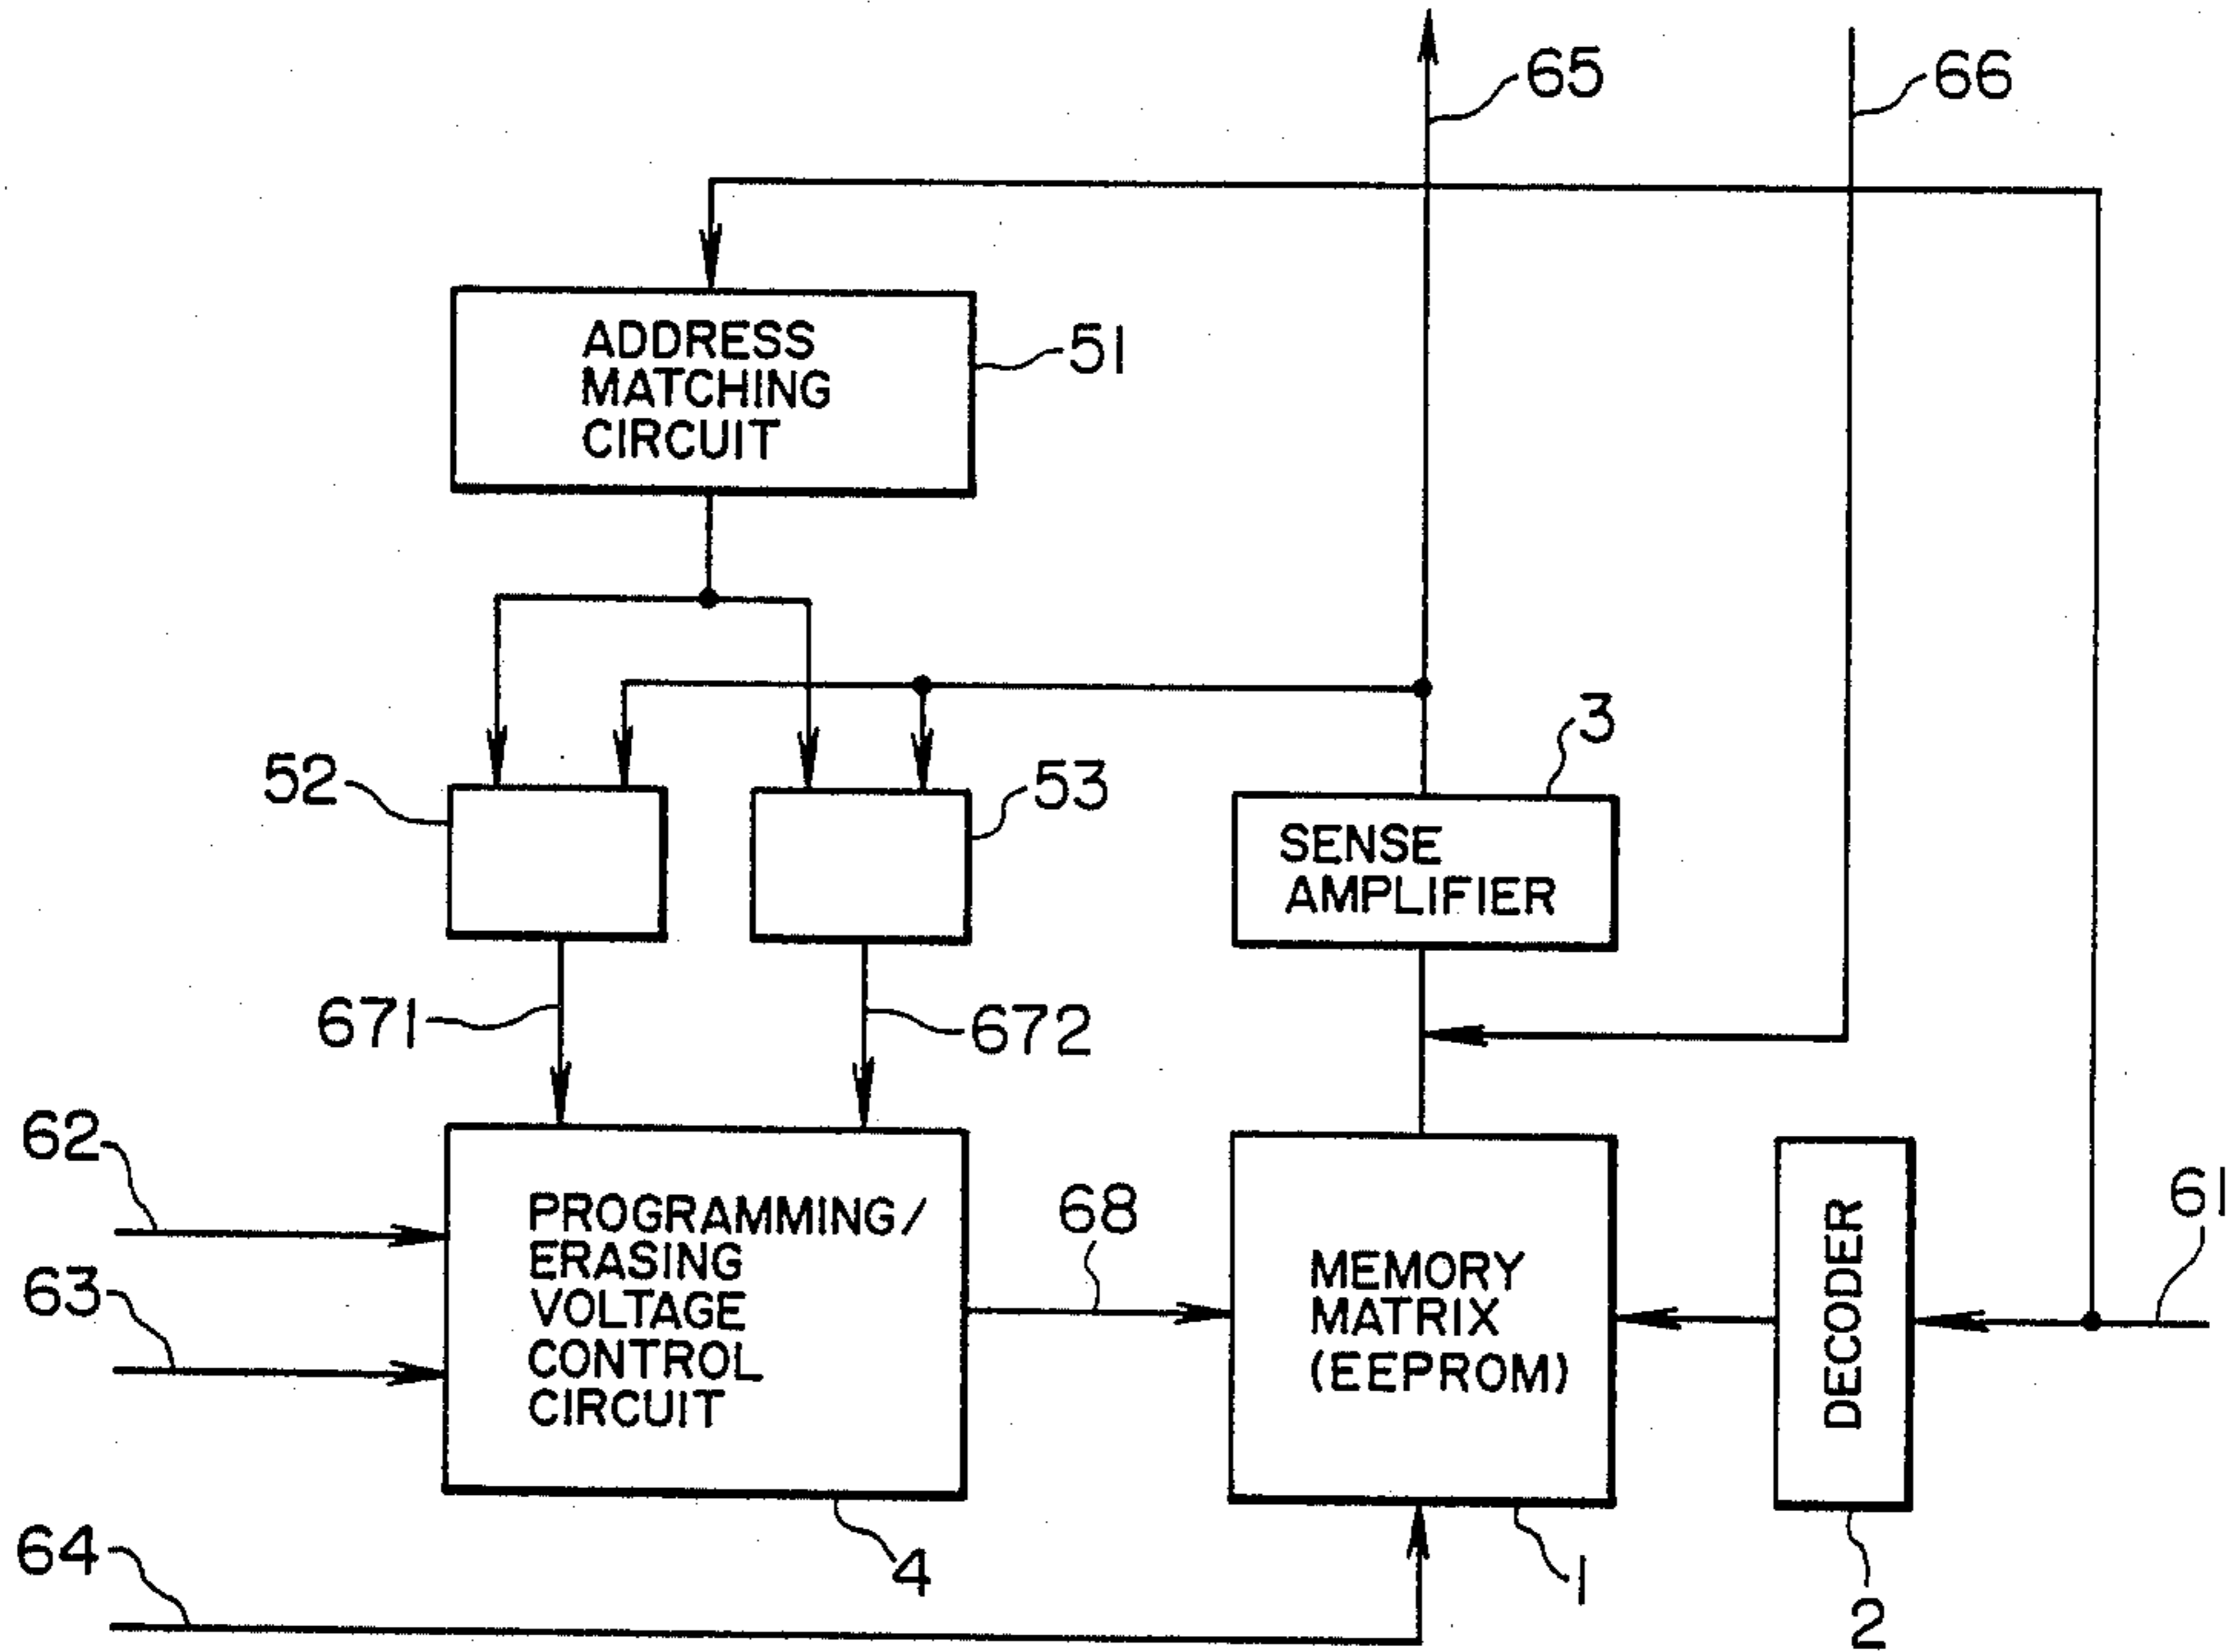 65
66
ADDRESS
MATCHING
CIRCUIT
51
52
53
3
SENSE
AMPLIFIER
671
672
62
63
PROGRAMMING/
ERASING
VOLTAGE
CONTROL
CIRCUIT
68
MEMORY
MATRIX
(EEPROM)
DECODER
61
64
4
1
2